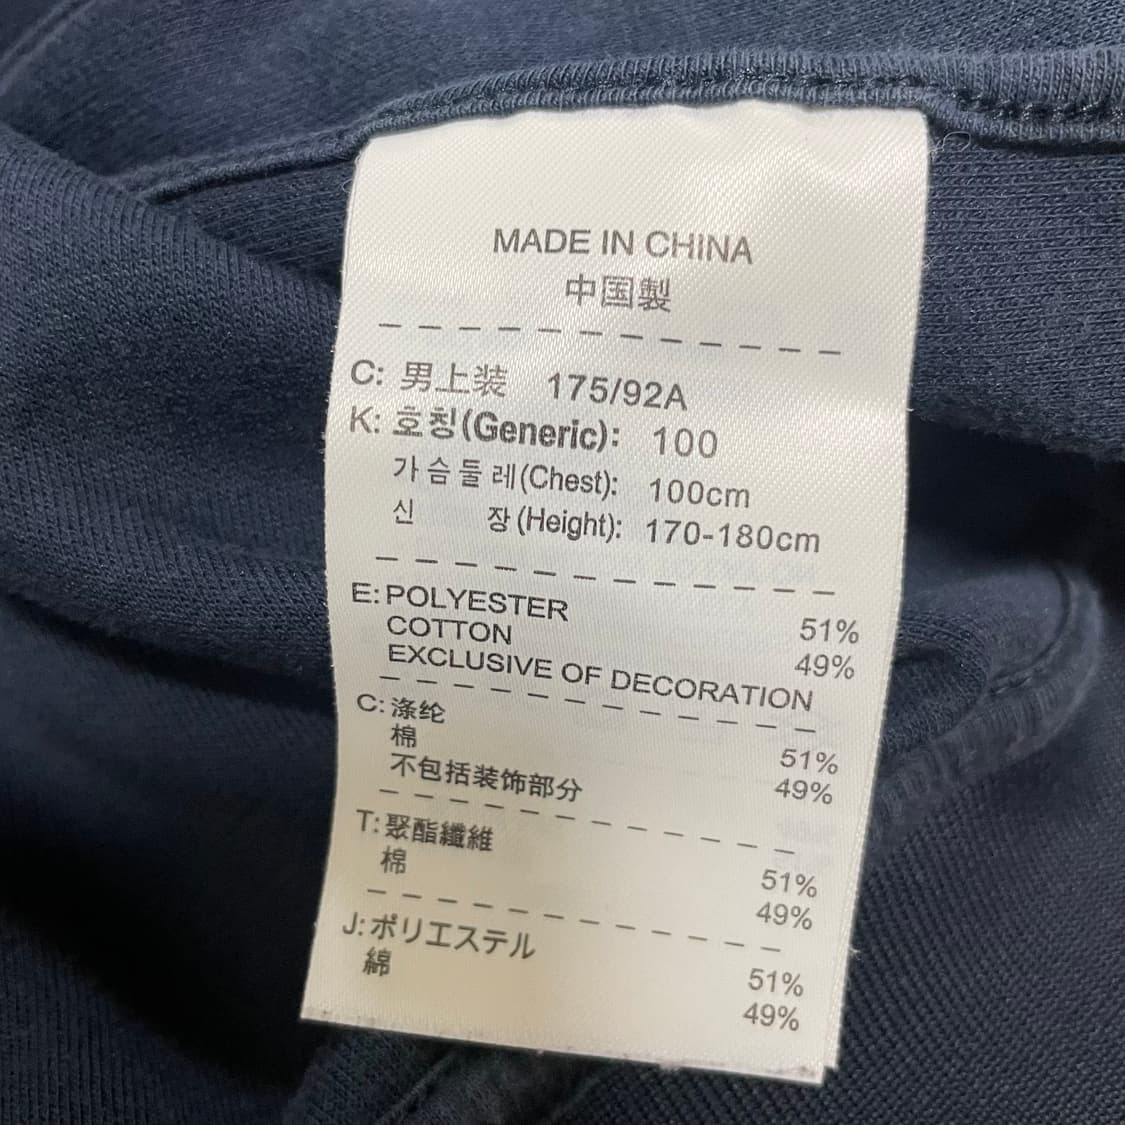 MADE IN CHINA
中国製
C: 男上装 175/92A
K: 호칭(Generic): 100
가슴둘레(Chest): 100cm
신 장(Height): 170-180cm
E: POLYESTER 51%
COTTON 49%
EXCLUSIVE OF DECORATION
C: 涤纶 51%
棉 49%
不包括装饰部分
T: 聚酯纖維 51%
棉 49%
J: ポリエステル 51%
綿 49%